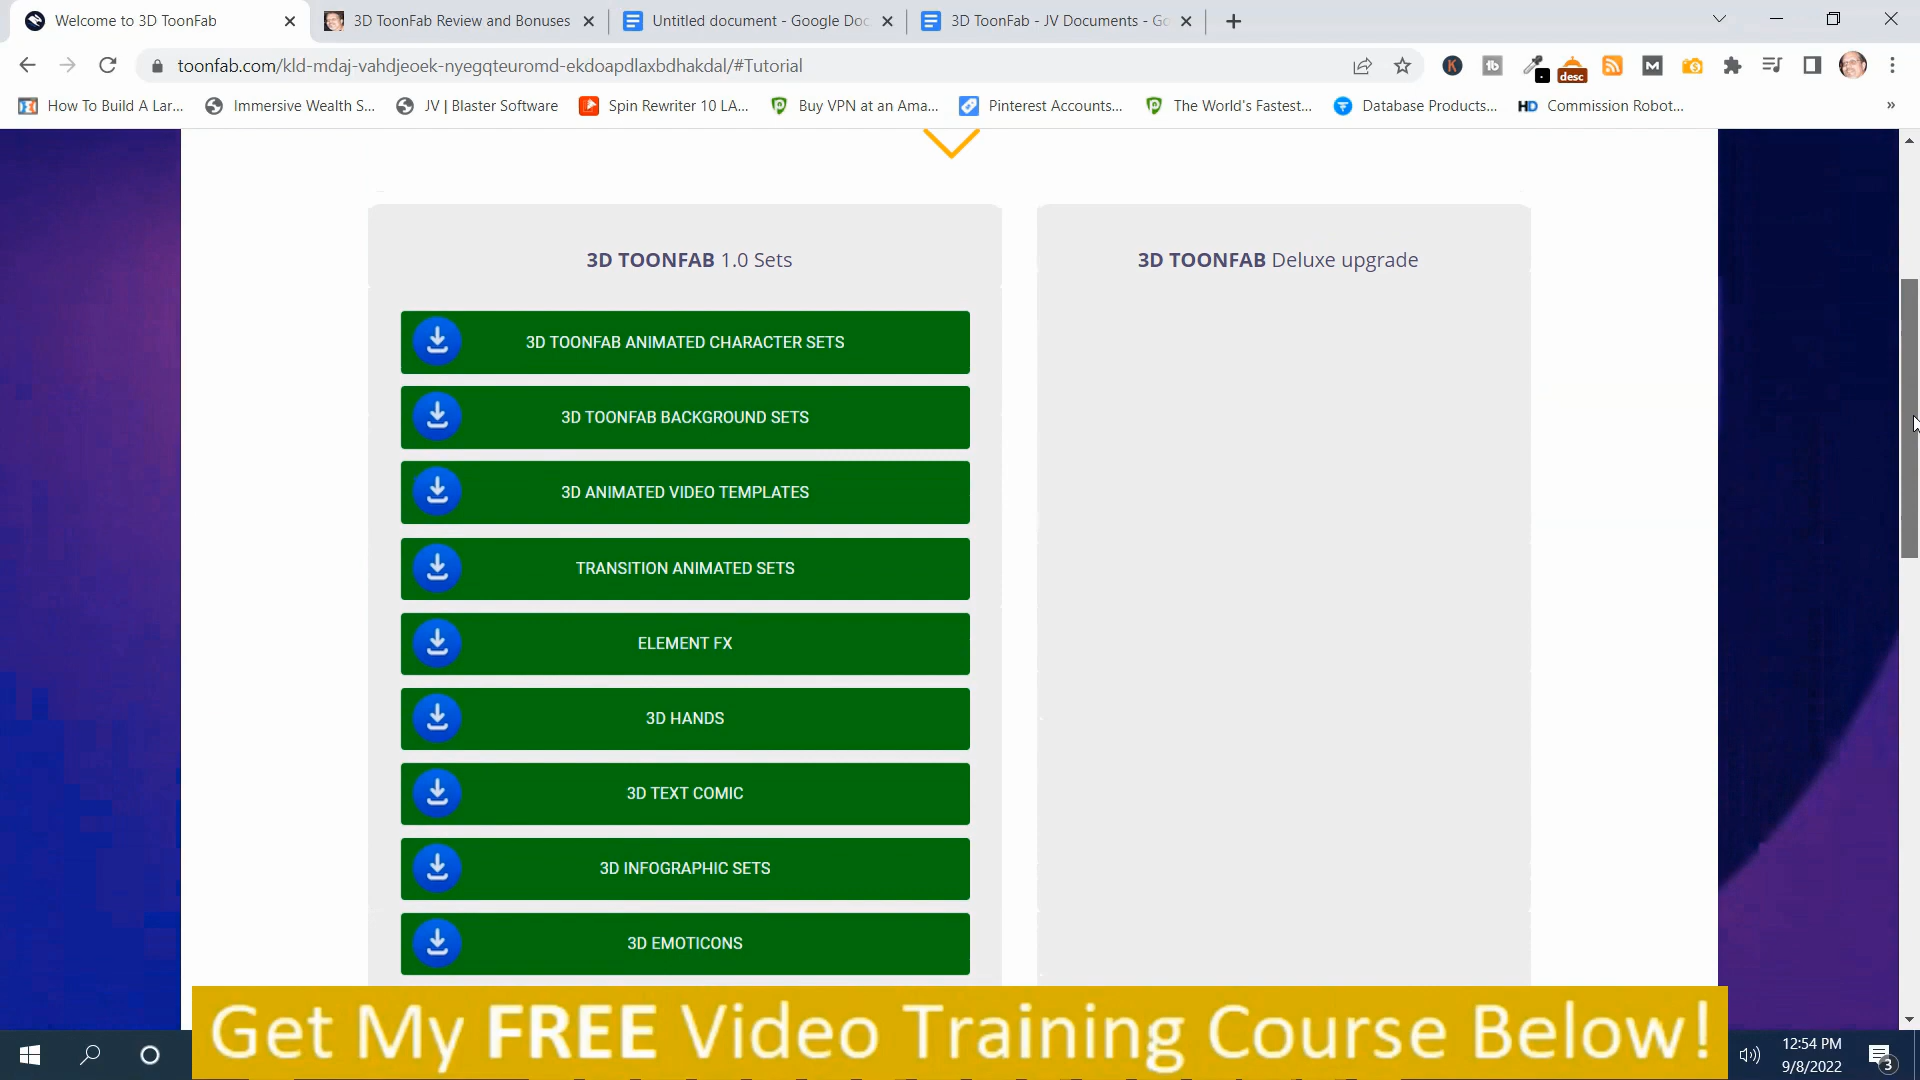 Welcome to 3D ToonFab
3D ToonFab Review and Bonuses
Untitled document - Google Doc
3D ToonFab - JV Documents - Go
toonfab.com/kld-mdaj-vahdjeoek-nyegqteuromd-ekdoapdlaxbdhakdal/#Tutorial
K
tb
desc
M
How To Build A Lar...
Immersive Wealth S...
JV | Blaster Software
Spin Rewriter 10 LA...
Buy VPN at an Ama...
Pinterest Accounts...
The World's Fastest...
Database Products...
HD
Commission Robot...
»
3D TOONFAB 1.0 Sets
3D TOONFAB ANIMATED CHARACTER SETS
3D TOONFAB BACKGROUND SETS
3D ANIMATED VIDEO TEMPLATES
TRANSITION ANIMATED SETS
ELEMENT FX
3D HANDS
3D TEXT COMIC
3D INFOGRAPHIC SETS
3D EMOTICONS
3D TOONFAB Deluxe upgrade
Get My FREE Video Training Course Below!
12:54 PM
9/8/2022
3